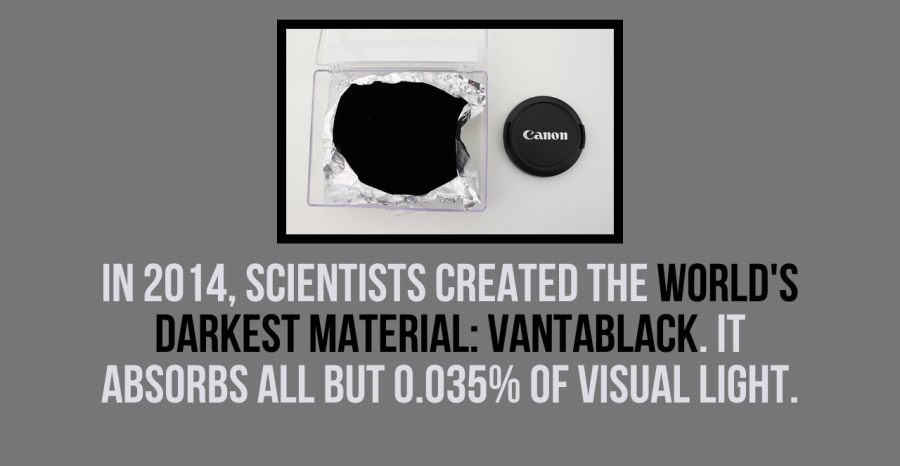 Canon
IN 2014, SCIENTISTS CREATED THE WORLD'S
DARKEST MATERIAL: VANTABLACK. IT
ABSORBS ALL BUT 0.035% OF VISUAL LIGHT.